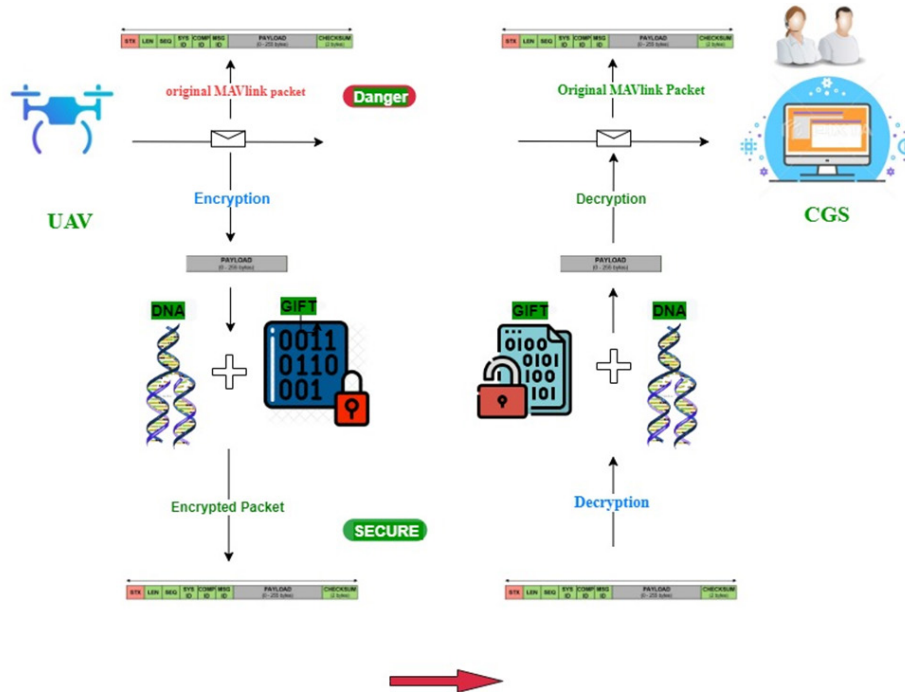 STX LEN SEQ SYS ID COMP ID MSG ID PAYLOAD (0 - 255 bytes) CHECKSUM (2 bytes)
STX LEN SEQ SYS ID COMP ID MSG ID PAYLOAD (0 - 255 bytes) CHECKSUM (2 bytes)
original MAVlink packet
Danger
Original MAVlink Packet
UAV
Encryption
Decryption
CGS
PAYLOAD
(0 - 255 bytes)
PAYLOAD
(0 - 255 bytes)
DNA
GIFT
GIFT
DNA
0011
0110
001
0100
0101
100
101
Encrypted Packet
SECURE
Decryption
STX LEN SEQ SYS ID COMP ID MSG ID PAYLOAD (0 - 255 bytes) CHECKSUM (2 bytes)
STX LEN SEQ SYS ID COMP ID MSG ID PAYLOAD (0 - 255 bytes) CHECKSUM (2 bytes)